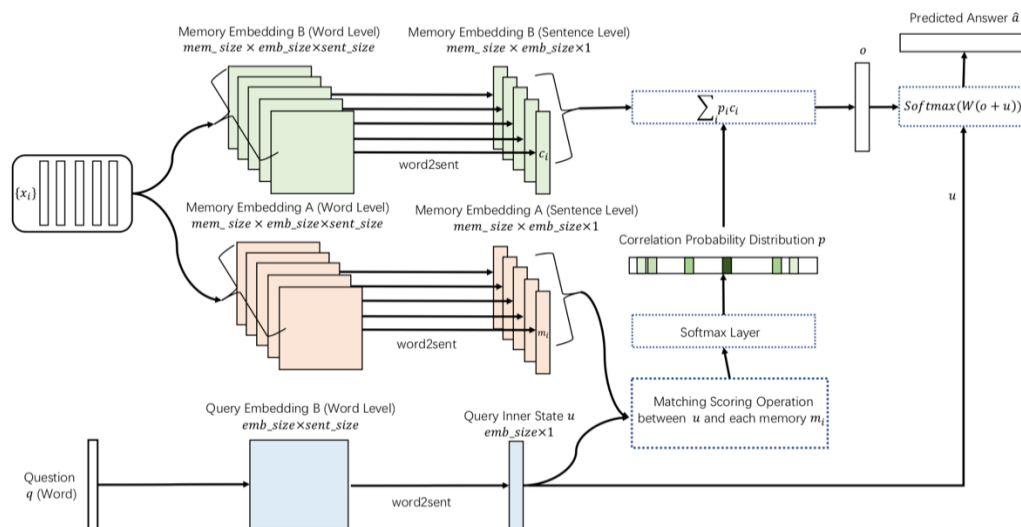 Predicted Answer â
Memory Embedding B (Word Level)
mem_ size × emb_size×sent_size
Memory Embedding B (Sentence Level)
mem_ size × emb_size×1
o
∑ᵢ pᵢcᵢ
Softmax(W(o + u))
cᵢ
word2sent
{xᵢ}
u
Memory Embedding A (Word Level)
mem_ size × emb_size×sent_size
Memory Embedding A (Sentence Level)
mem_ size × emb_size×1
Correlation Probability Distribution p
mᵢ
Softmax Layer
word2sent
Matching Scoring Operation
between u and each memory mᵢ
Query Embedding B (Word Level)
emb_size×sent_size
Query Inner State u
emb_size×1
Question
q (Word)
word2sent